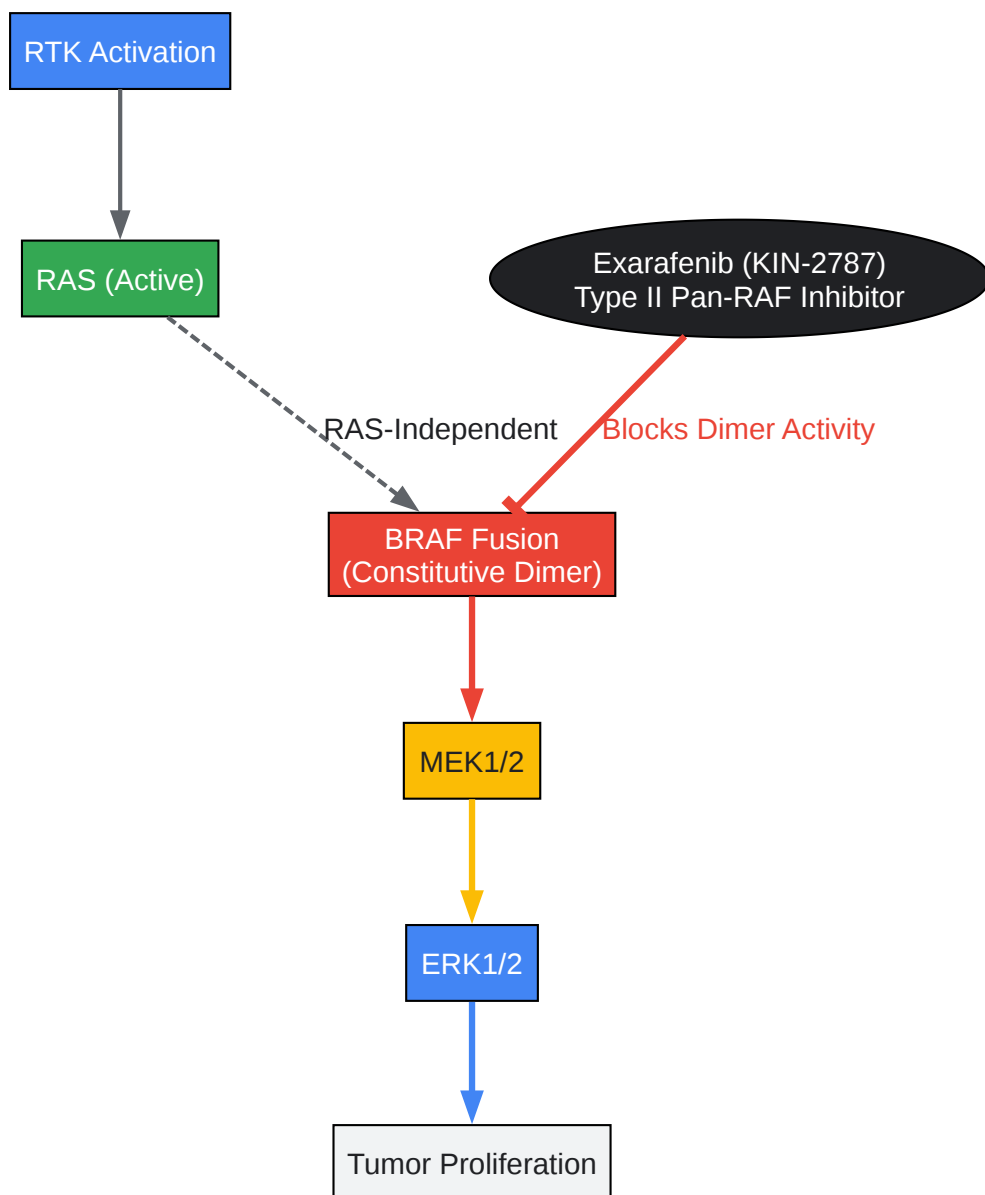 RTK Activation
RAS (Active)
Exarafenib (KIN-2787)
Type II Pan-RAF Inhibitor
RAS-Independent
Blocks Dimer Activity
BRAF Fusion
(Constitutive Dimer)
MEK1/2
ERK1/2
Tumor Proliferation